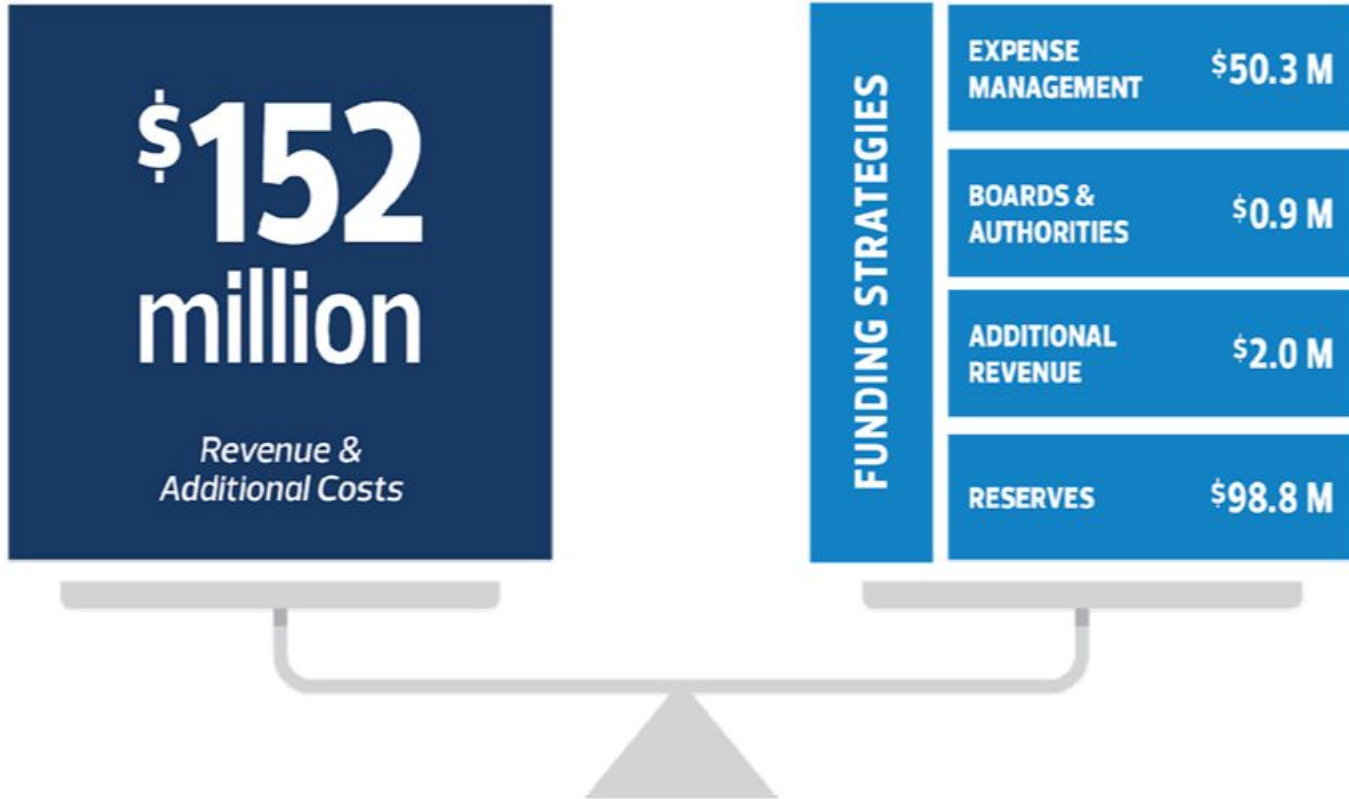 $152
million
Revenue &
Additional Costs
FUNDING STRATEGIES
EXPENSE
MANAGEMENT
$50.3 M
BOARDS &
AUTHORITIES
$0.9 M
ADDITIONAL
REVENUE
$2.0 M
RESERVES
$98.8 M